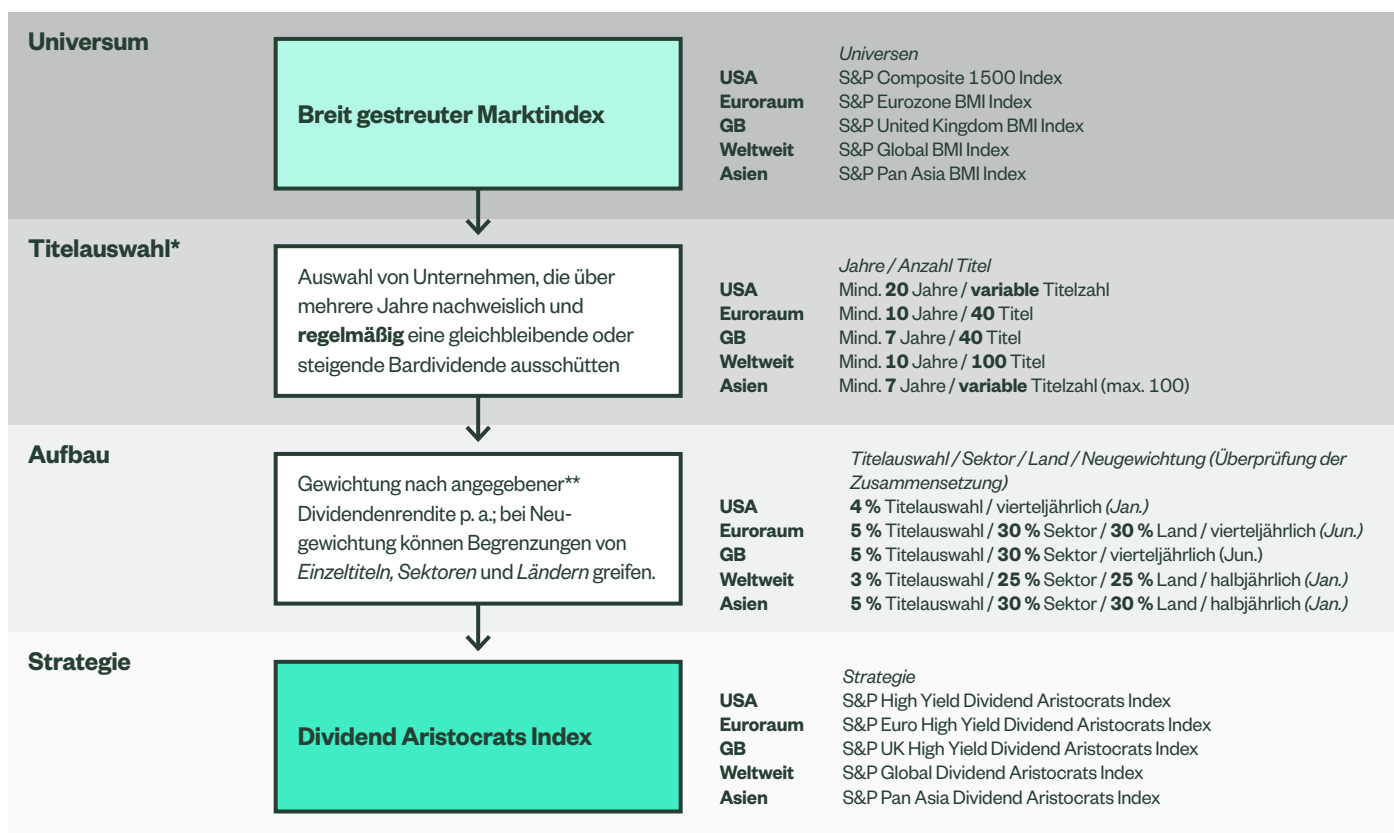 Universum
Breit gestreuter Marktindex
Universen
USA S&P Composite 1500 Index
Euroraum S&P Eurozone BMI Index
GB S&P United Kingdom BMI Index
Weltweit S&P Global BMI Index
Asien S&P Pan Asia BMI Index
Titelauswahl*
Auswahl von Unternehmen, die über
mehrere Jahre nachweislich und
regelmäßig eine gleichbleibende oder
steigende Bardividende ausschütten
Jahre / Anzahl Titel
USA Mind. 20 Jahre / variable Titelzahl
Euroraum Mind. 10 Jahre / 40 Titel
GB Mind. 7 Jahre / 40 Titel
Weltweit Mind. 10 Jahre / 100 Titel
Asien Mind. 7 Jahre / variable Titelzahl (max. 100)
Aufbau
Gewichtung nach angegebener**
Dividendenrendite p. a.; bei Neu-
gewichtung können Begrenzungen von
Einzeltiteln, Sektoren und Ländern greifen.
Titelauswahl / Sektor / Land / Neugewichtung (Überprüfung der
Zusammensetzung)
USA 4 % Titelauswahl / vierteljährlich (Jan.)
Euroraum 5 % Titelauswahl / 30 % Sektor / 30 % Land / vierteljährlich (Jun.)
GB 5 % Titelauswahl / 30 % Sektor / vierteljährlich (Jun.)
Weltweit 3 % Titelauswahl / 25 % Sektor / 25 % Land / halbjährlich (Jan.)
Asien 5 % Titelauswahl / 30 % Sektor / 30 % Land / halbjährlich (Jan.)
Strategie
Dividend Aristocrats Index
Strategie
USA S&P High Yield Dividend Aristocrats Index
Euroraum S&P Euro High Yield Dividend Aristocrats Index
GB S&P UK High Yield Dividend Aristocrats Index
Weltweit S&P Global Dividend Aristocrats Index
Asien S&P Pan Asia Dividend Aristocrats Index